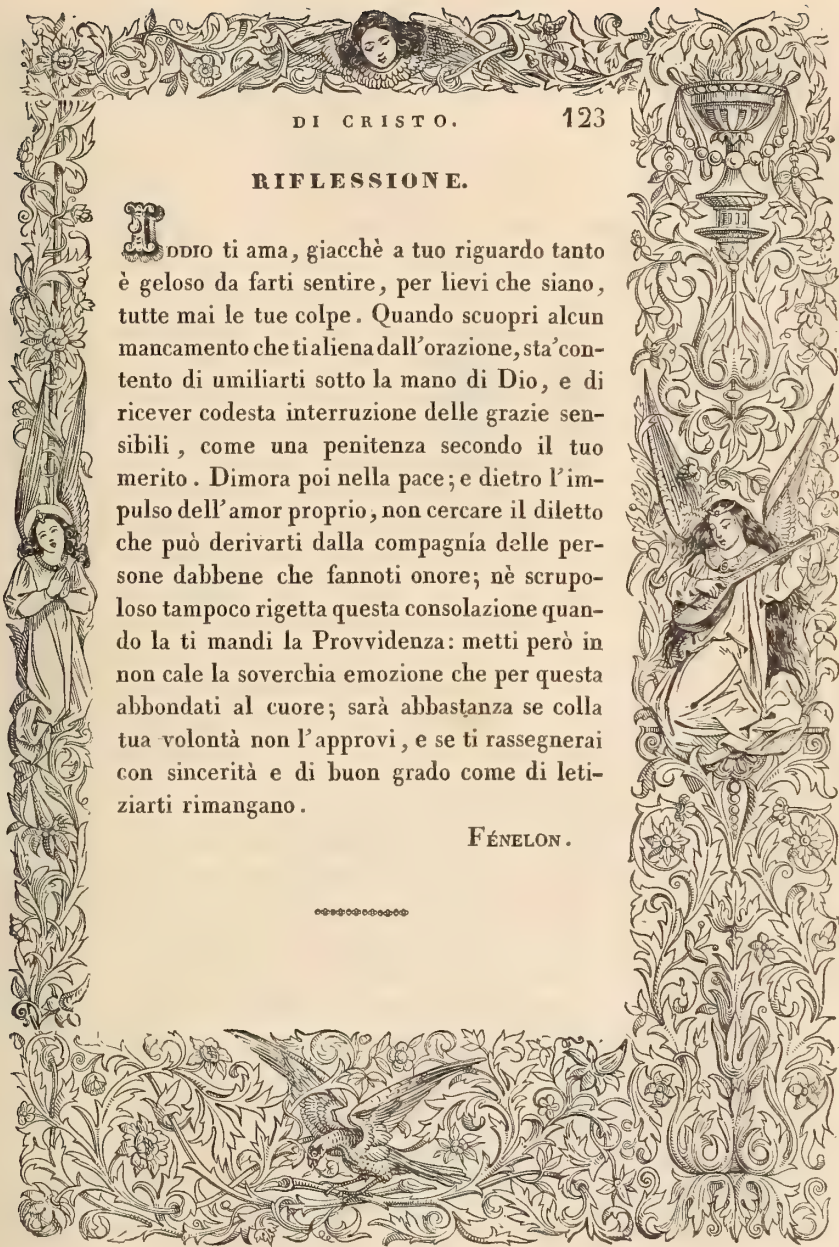 DI CRISTO. 123
RIFLESSIONE.
IDDIO ti ama, giacchè a tuo riguardo tanto
è geloso da farti sentire, per lievi che siano,
tutte mai le tue colpe. Quando scuopri alcun
mancamento che ti aliena dall'orazione, sta' con-
tento di umiliarti sotto la mano di Dio, e di
ricever codesta interruzione delle grazie sen-
sibili, come una penitenza secondo il tuo
merito. Dimora poi nella pace; e dietro l'im-
pulso dell'amor proprio, non cercare il diletto
che può derivarti dalla compagnía delle per-
sone dabbene che fannoti onore; nè scrupo-
loso tampoco rigetta questa consolazione quan-
do la ti mandi la Provvidenza: metti però in
non cale la soverchia emozione che per questa
abbondati al cuore; sarà abbastanza se colla
tua volontà non l'approvi, e se ti rassegnerai
con sincerità e di buon grado come di leti-
ziarti rimangano.
FÉNELON.